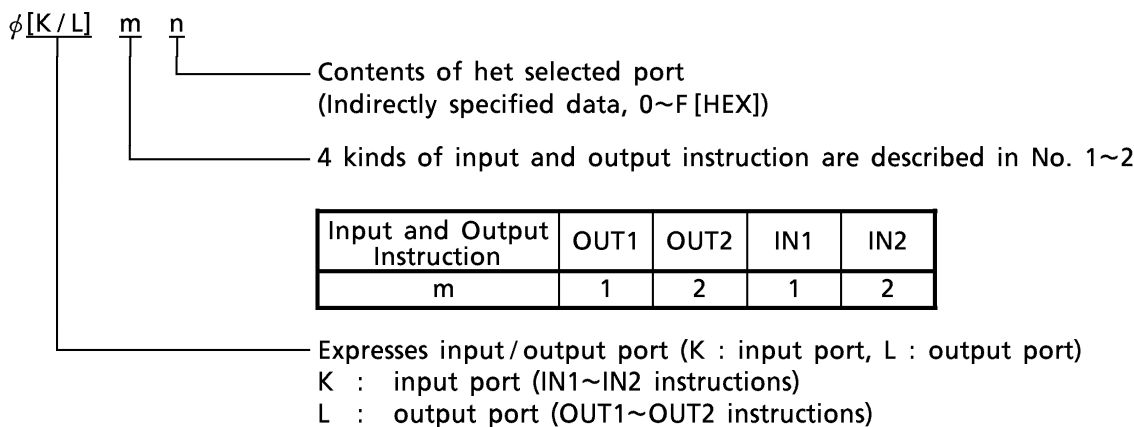 ϕ[K/L] m n
Contents of het selected port
(Indirectly specified data, 0~F[HEX])
4 kinds of input and output instruction are described in No. 1~2
Input and Output Instruction OUT1 OUT2 IN1 IN2
m 1 2 1 2
Expresses input/output port (K : input port, L : output port)
K : input port (IN1~IN2 instructions)
L : output port (OUT1~OUT2 instructions)